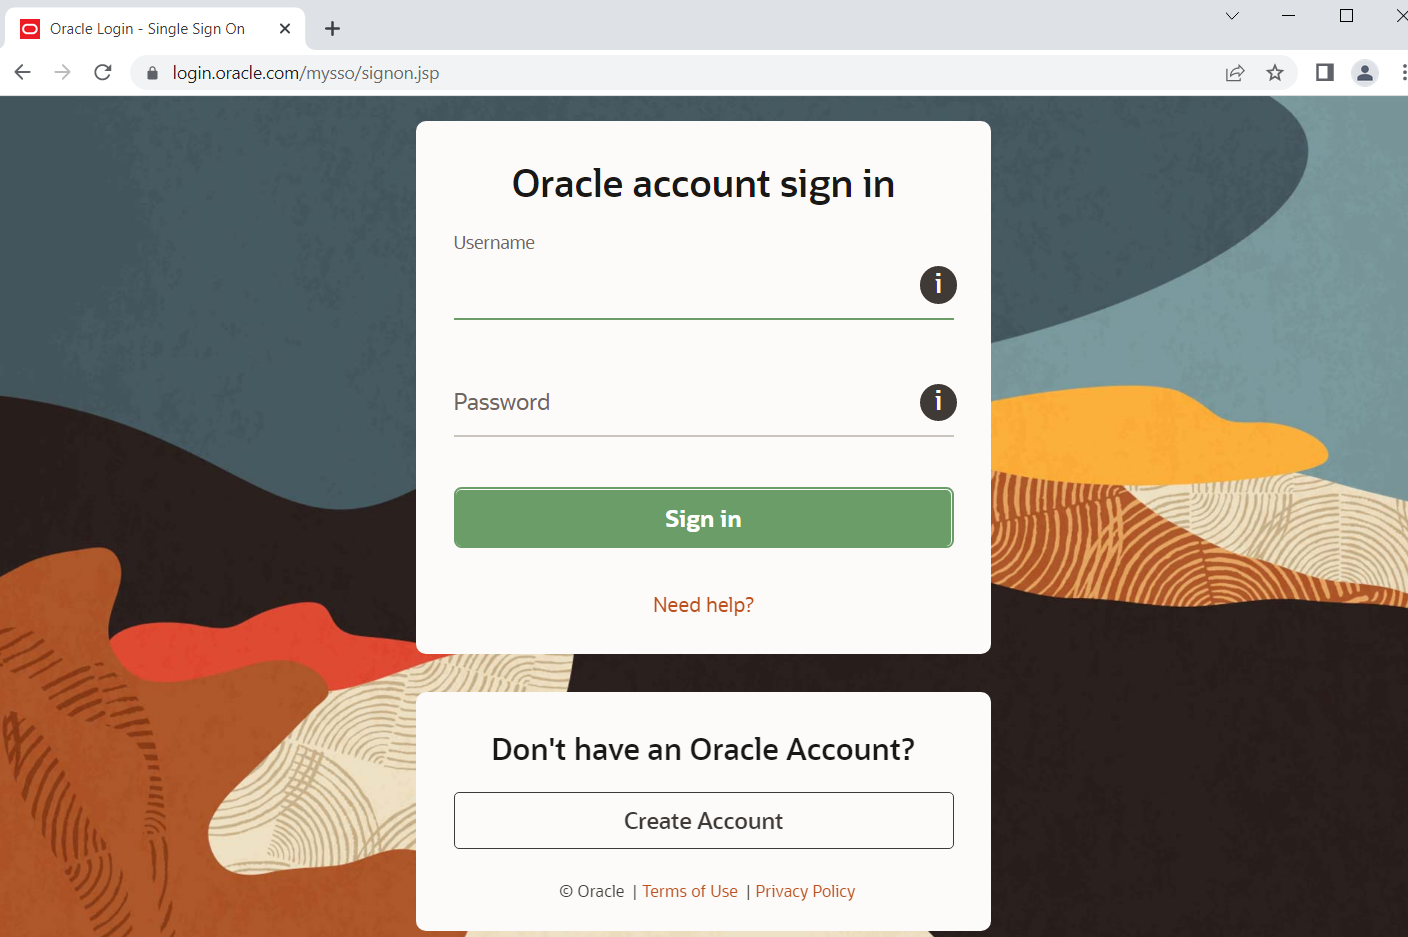 Oracle Login - Single Sign On
login.oracle.com/mysso/signon.jsp
Oracle account sign in
Username
i
Password
i
Sign in
Need help?
Don't have an Oracle Account?
Create Account
© Oracle | Terms of Use | Privacy Policy